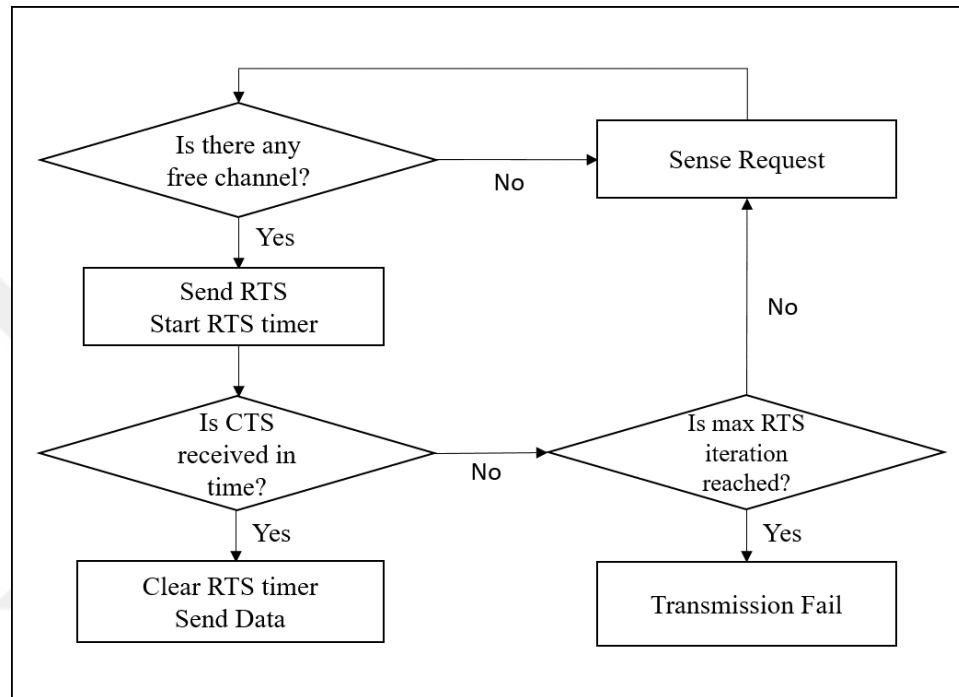 Is there any
free channel?
No
Sense Request
Yes
Send RTS
Start RTS timer
No
Is CTS
received in
time?
No
Is max RTS
iteration
reached?
Yes
Yes
Clear RTS timer
Send Data
Transmission Fail